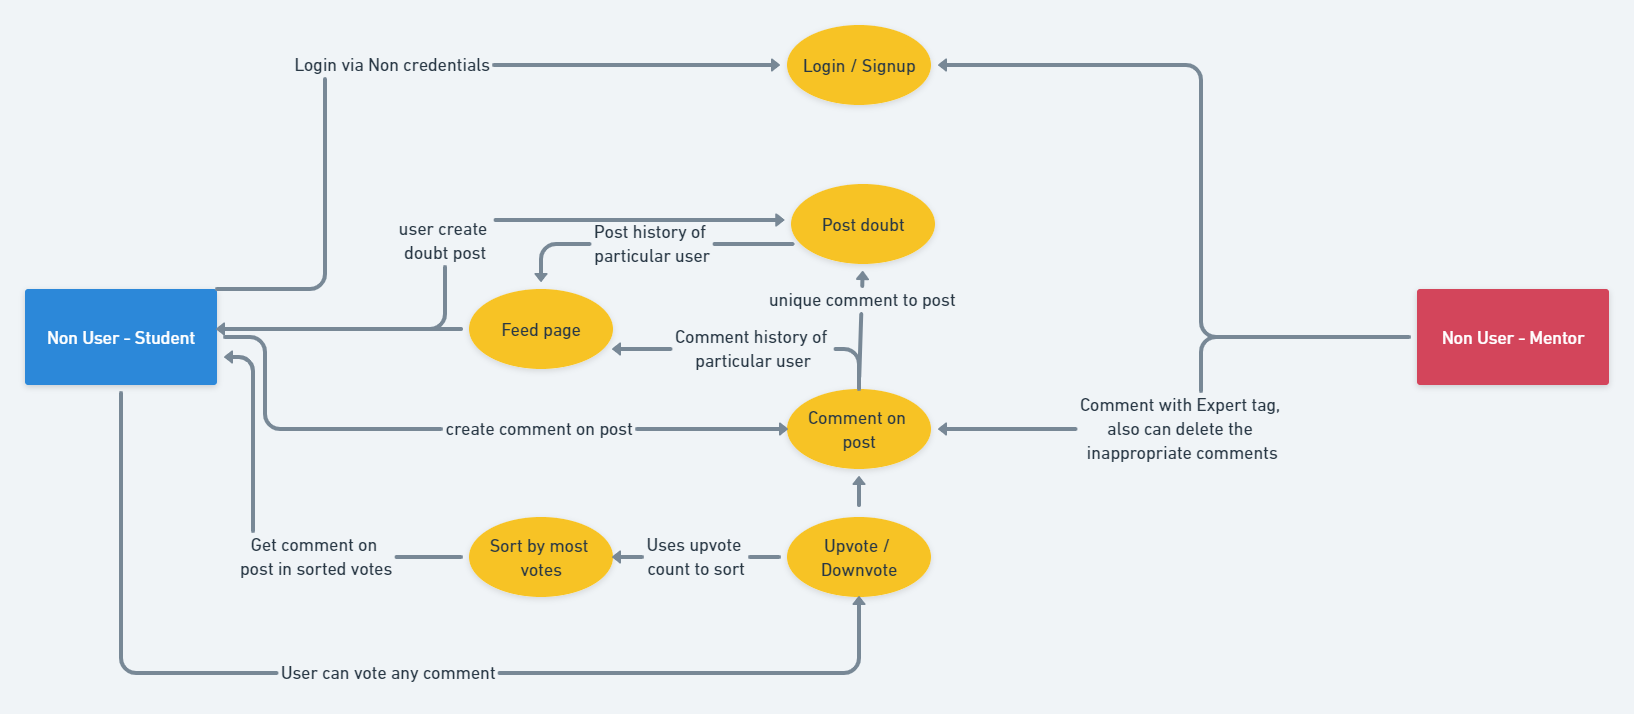 Login via Non credentials
Login / Signup
user create
doubt post
Post history of
particular user
Post doubt
unique comment to post
Non User - Student
Feed page
Comment history of
particular user
Non User - Mentor
create comment on post
Comment on
post
Comment with Expert tag,
also can delete the
inappropriate comments
Get comment on
post in sorted votes
Sort by most
votes
Uses upvote
count to sort
Upvote /
Downvote
User can vote any comment